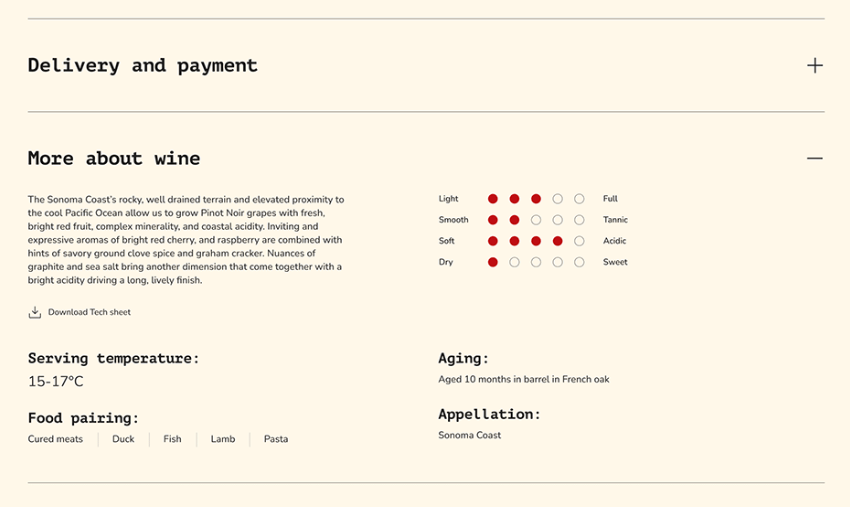 Delivery and payment
More about wine
The Sonoma Coast's rocky, well drained terrain and elevated proximity to
the cool Pacific Ocean allow us to grow Pinot Noir grapes with fresh,
bright red fruit, complex minerality, and coastal acidity. Inviting and
expressive aromas of bright red cherry, and raspberry are combined with
hints of savory ground clove spice and graham cracker. Nuances of
graphite and sea salt bring another dimension that come together with a
bright acidity driving a long, lively finish.
Download Tech sheet
Light Full
Smooth Tannic
Soft Acidic
Dry Sweet
Serving temperature:
15-17°C
Food pairing:
Cured meats Duck Fish Lamb Pasta
Aging:
Aged 10 months in barrel in French oak
Appellation:
Sonoma Coast